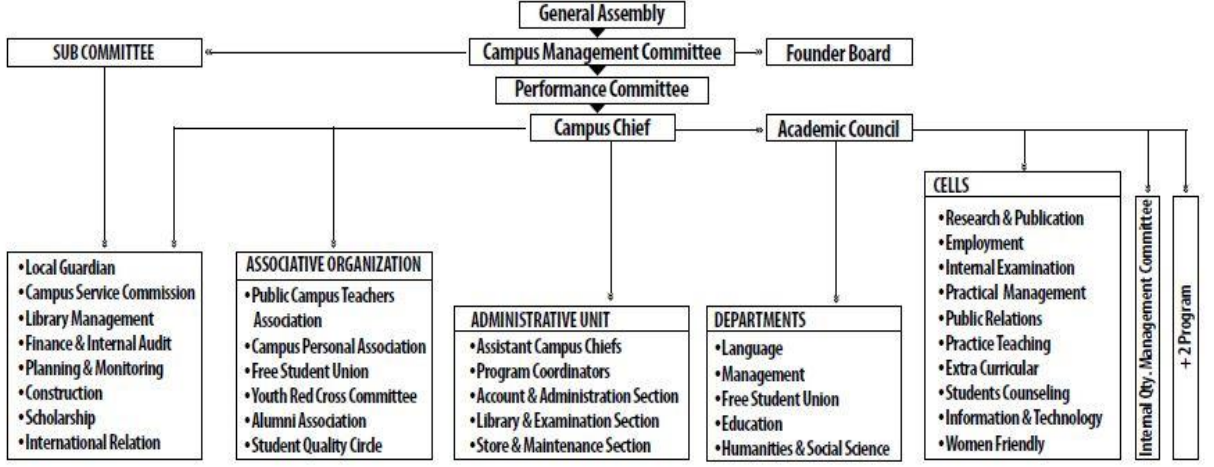 General Assembly
SUB COMMITTEE
Campus Management Committee
Founder Board
Performance Committee
Campus Chief
Academic Council
•Local Guardian
•Campus Service Commission
•Library Management
•Finance & Internal Audit
•Planning & Monitoring
•Construction
•Scholarship
•International Relation
ASSOCIATIVE ORGANIZATION
•Public Campus Teachers
Association
•Campus Personal Association
•Free Student Union
•Youth Red Cross Committee
•Alumni Association
•Student Quality Circle
ADMINISTRATIVE UNIT
•Assistant Campus Chiefs
•Program Coordinators
•Account & Administration Section
•Library & Examination Section
•Store & Maintenance Section
DEPARTMENTS
•Language
•Management
•Free Student Union
•Education
•Humanities & Social Science
CELLS
•Research & Publication
•Employment
•Internal Examination
•Practical Management
•Public Relations
•Practice Teaching
•Extra Curricular
•Students Counseling
•Information & Technology
•Women Friendly
Internal Qty. Management Committee
+ 2 Program